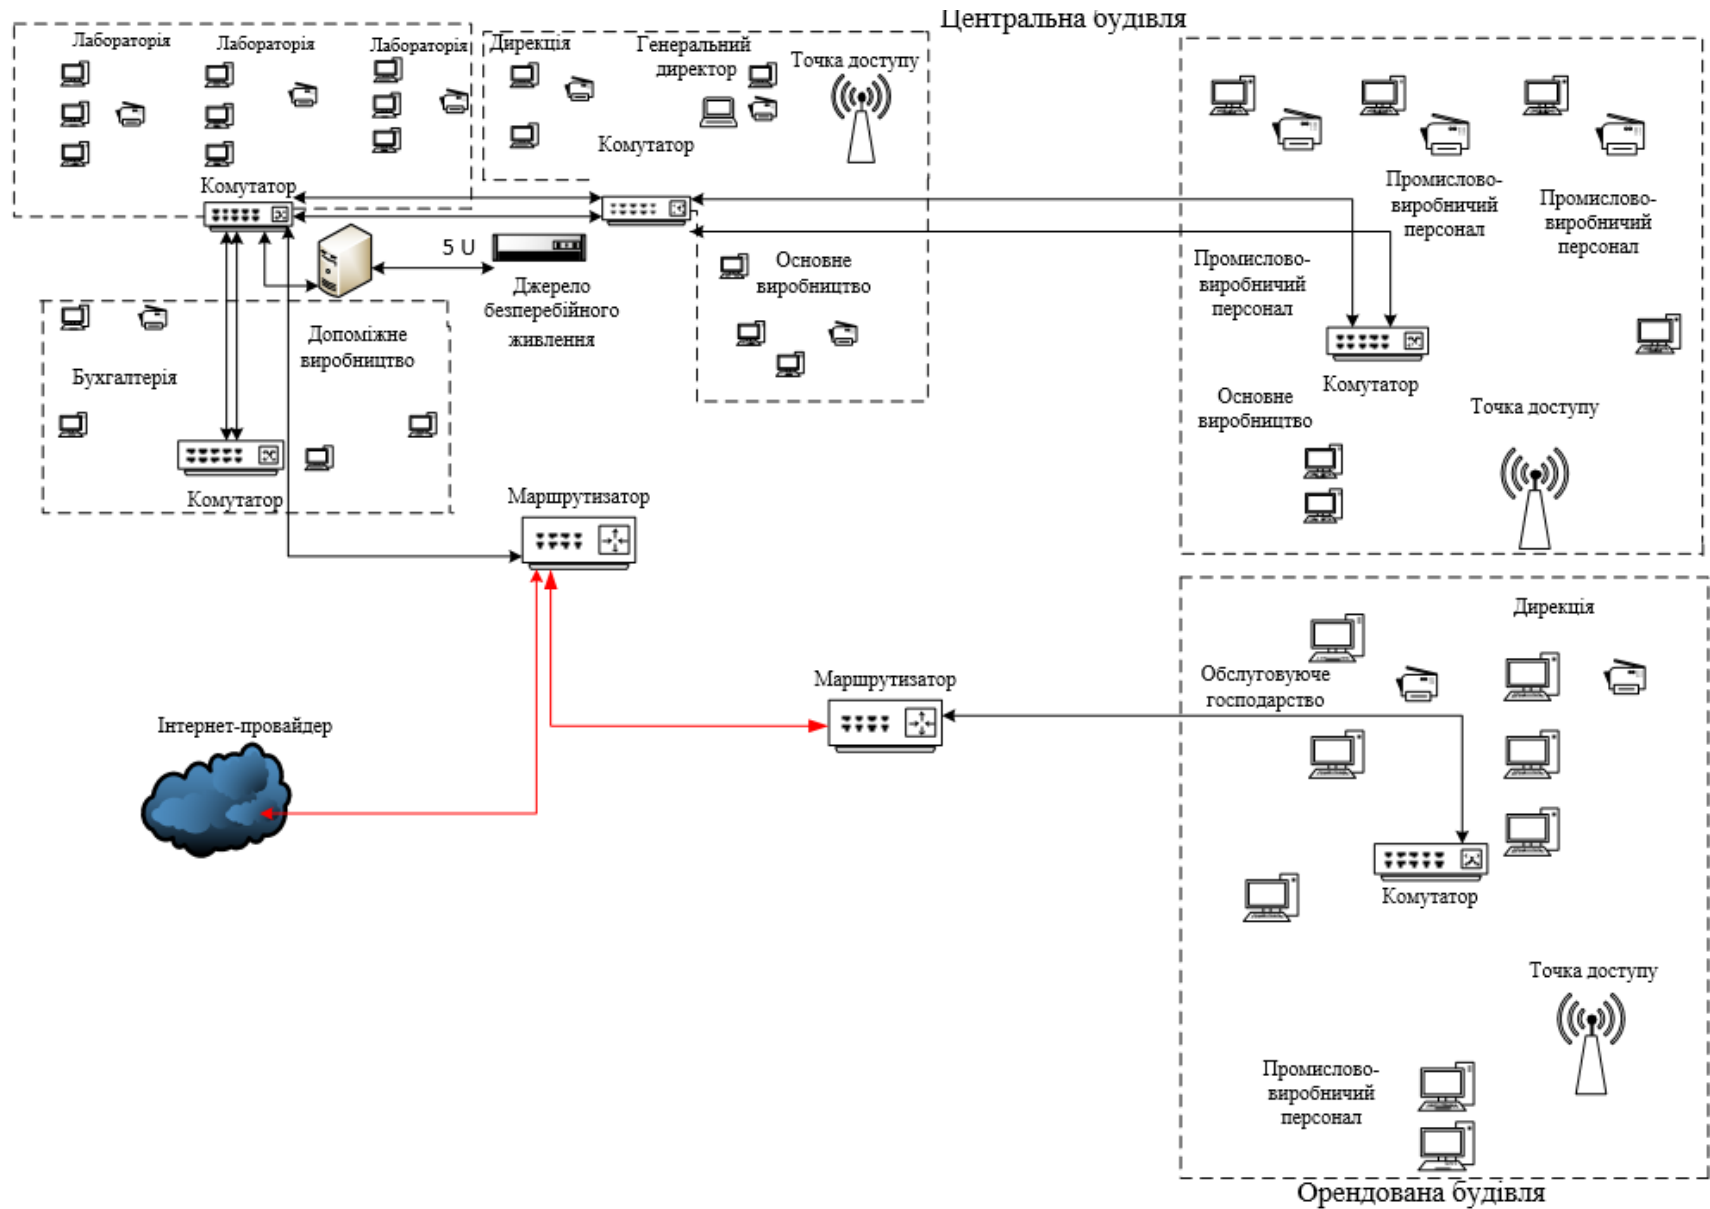 Центральна будівля
Лабораторія
Лабораторія
Лабораторія
Дирекція
Генеральний
директор
Точка доступу
Комутатор
Комутатор
5 U
Джерело
безперебійного
живлення
Основне
виробництво
Допоміжне
виробництво
Бухгалтерія
Комутатор
Промислово-
виробничий
персонал
Промислово-
виробничий
персонал
Промислово-
виробничий
персонал
Комутатор
Основне
виробництво
Точка доступу
Маршрутизатор
Маршрутизатор
Інтернет-провайдер
Дирекція
Обслуговуюче
господарство
Комутатор
Точка доступу
Промислово-
виробничий
персонал
Орендована будівля